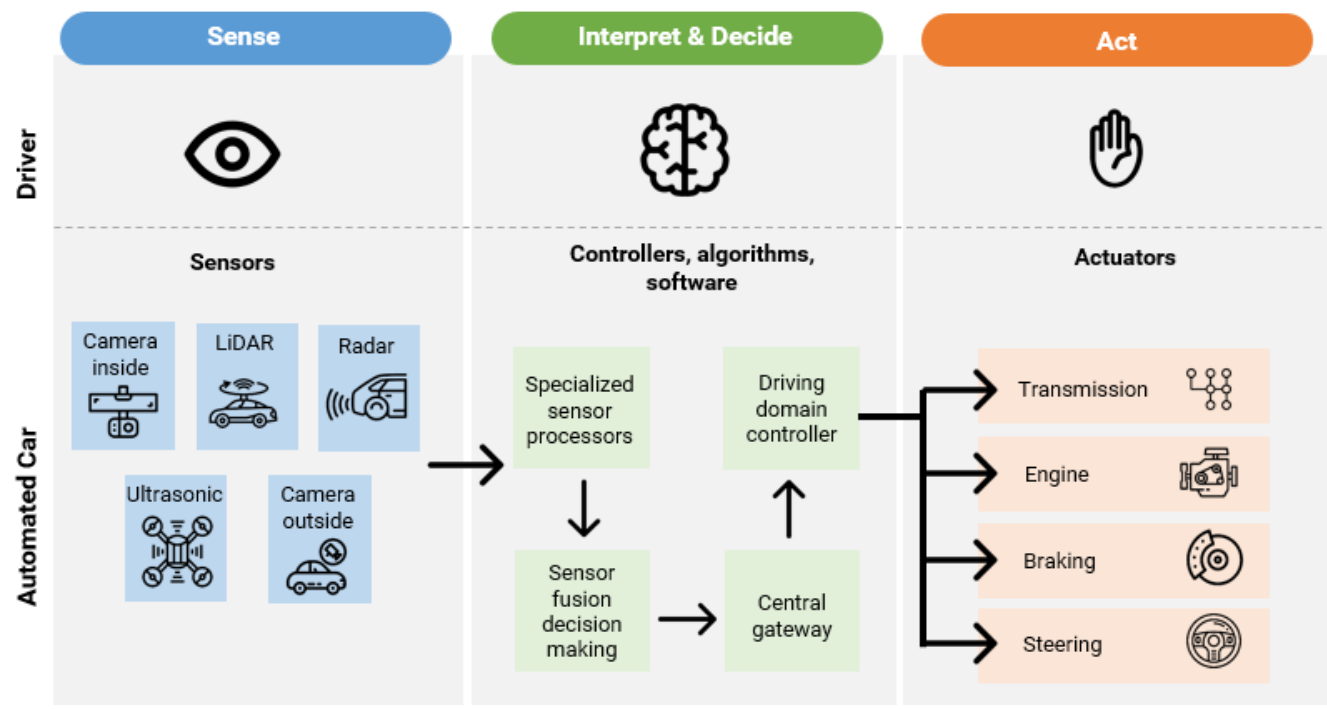 Sense
Interpret & Decide
Act
Driver
Automated Car
Sensors
Controllers, algorithms,
software
Actuators
Camera
inside
LiDAR
Radar
Ultrasonic
Camera
outside
Specialized
sensor
processors
Sensor
fusion
decision
making
Central
gateway
Driving
domain
controller
Transmission
Engine
Braking
Steering